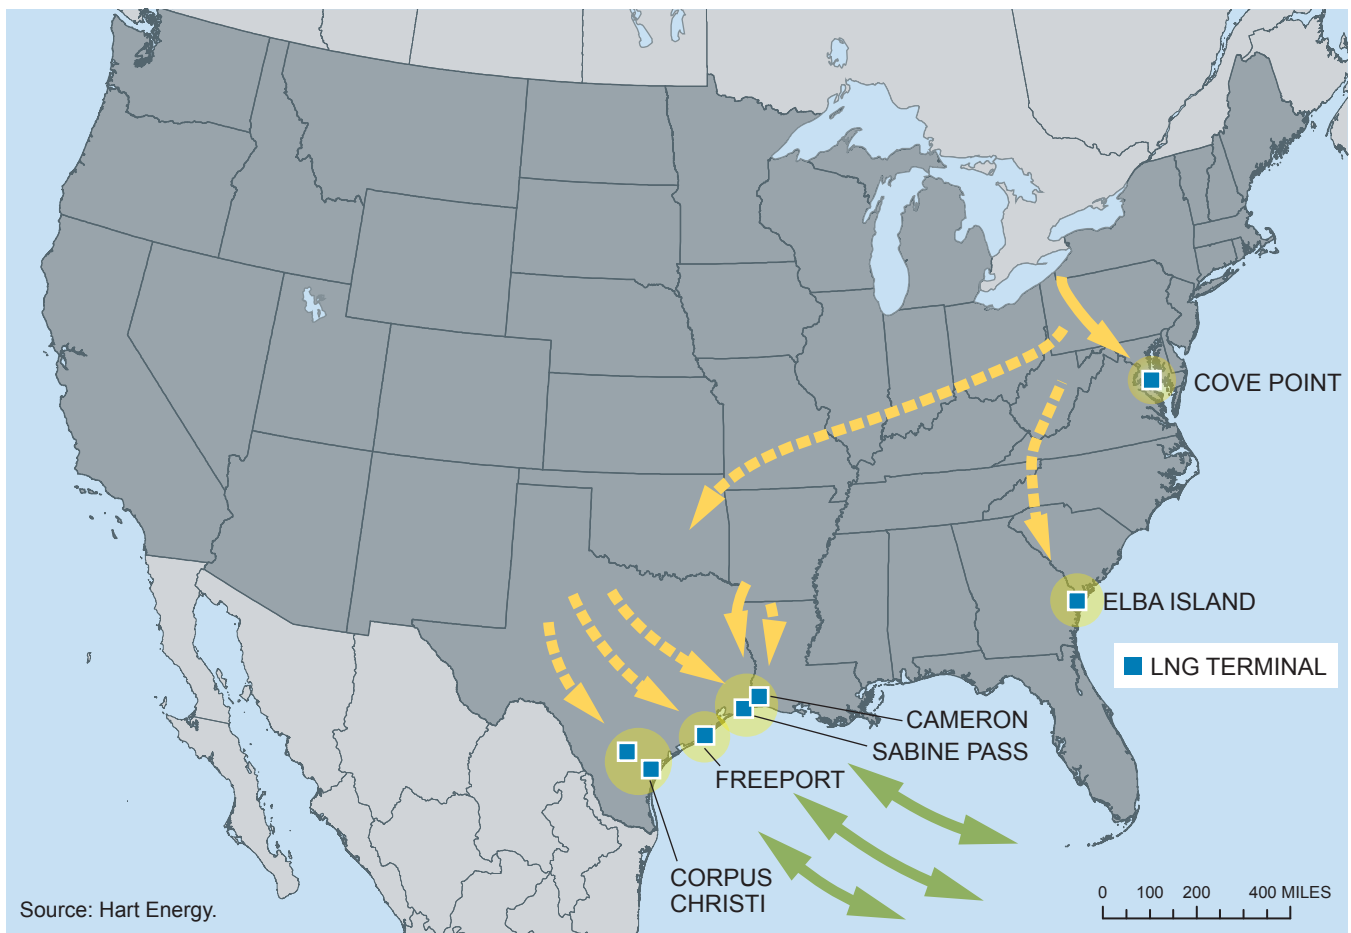 COVE POINT
ELBA ISLAND
LNG TERMINAL
CAMERON
SABINE PASS
FREEPORT
CORPUS
CHRISTI
Source: Hart Energy.
0 100 200 400 MILES